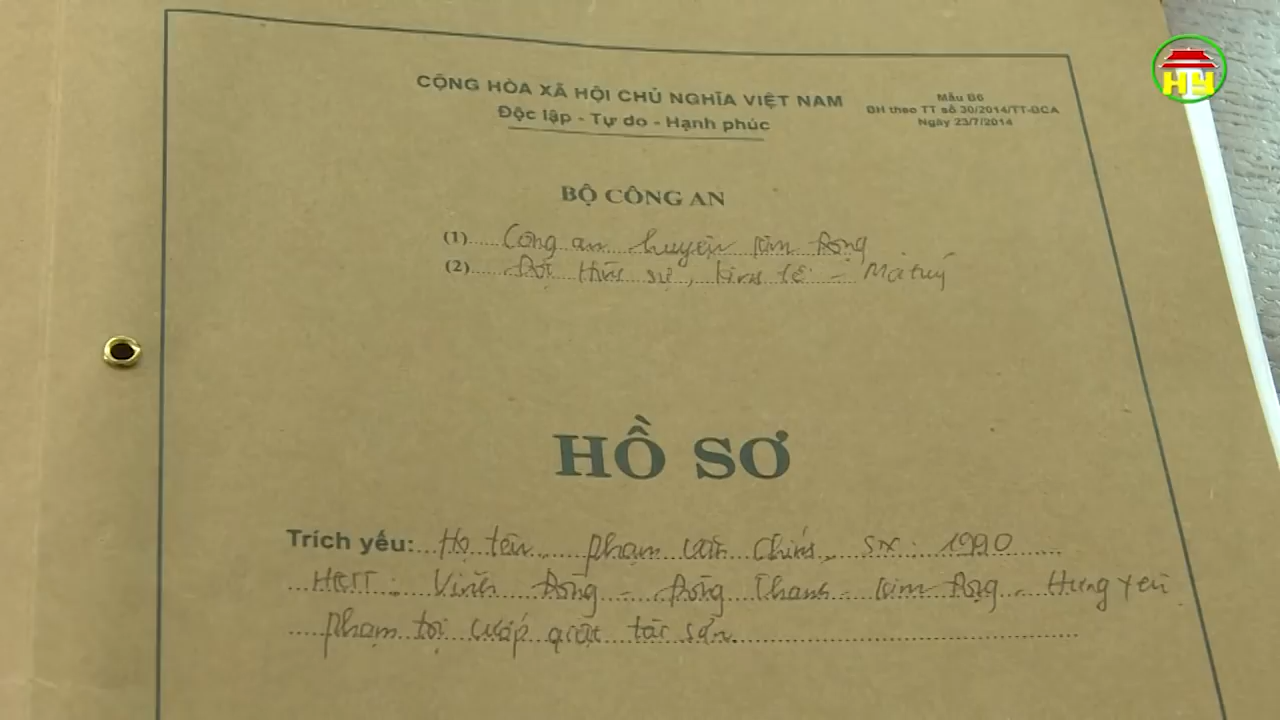 HY
CỘNG HÒA XÃ HỘI CHỦ NGHĨA VIỆT NAM
Độc lập - Tự do - Hạnh phúc
Mẫu B6
BH theo TT số 30/2014/TT-BCA
Ngày 23/7/2014
BỘ CÔNG AN
(1) Công an huyện Kim Động
(2) Đội Hình sự, kinh tế - Ma túy
HỒ SƠ
Trích yếu: Họ tên Phạm Văn Chính, SN: 1990
HKTT: Vĩnh Đồng - Đồng Thanh - Kim Động - Hưng Yên
phạm tội cướp giật tài sản